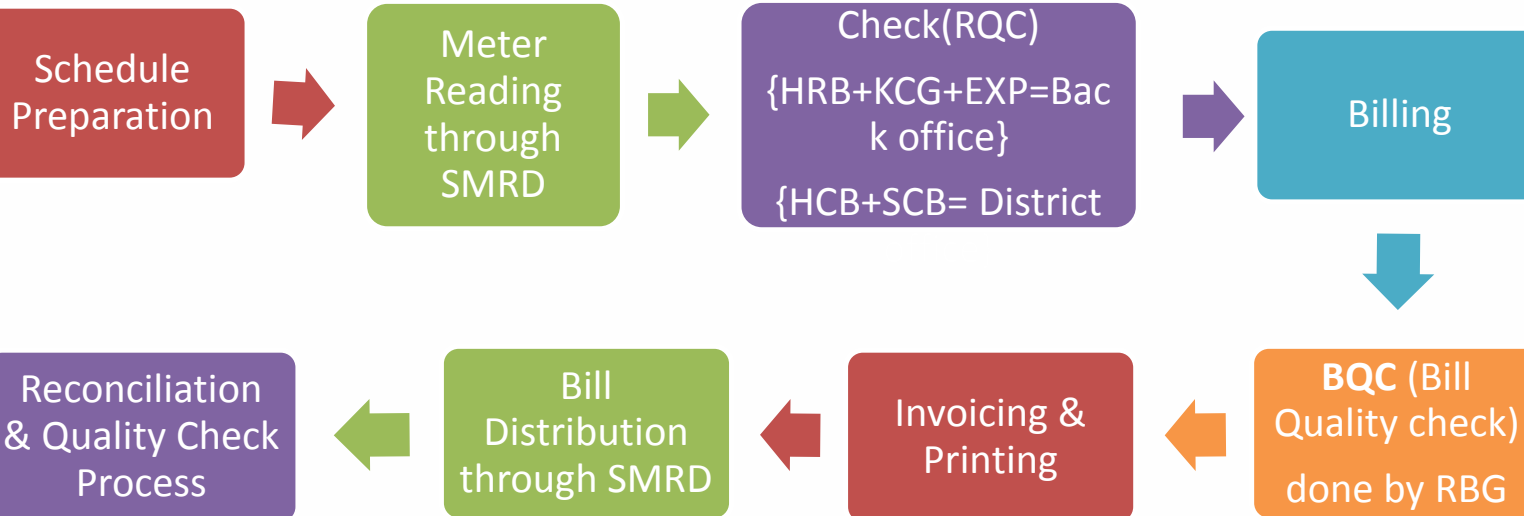 Schedule
Preparation
Meter
Reading
through
SMRD
Check(RQC)
{HRB+KCG+EXP=Bac
k office}
{HCB+SCB= District
Billing
BQC (Bill
Quality check)
done by RBG
Invoicing &
Printing
Bill
Distribution
through SMRD
Reconciliation
& Quality Check
Process